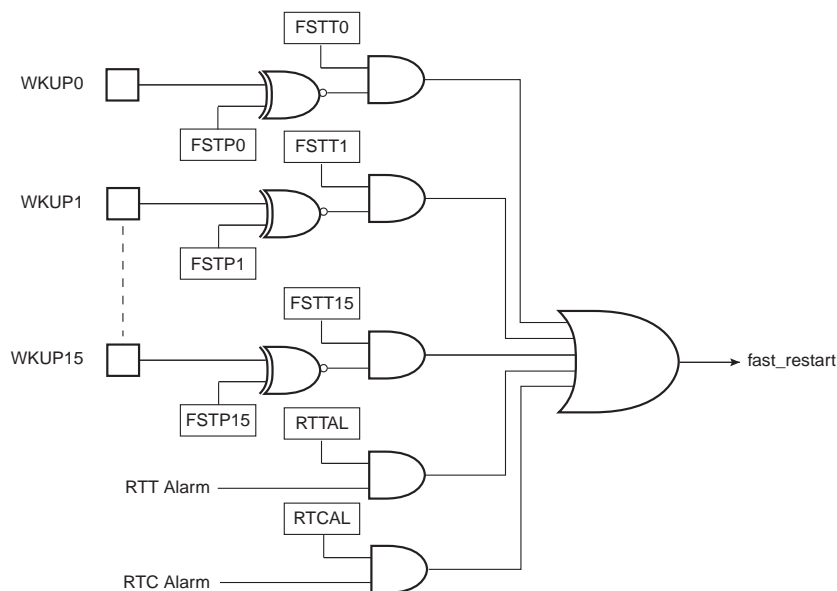 FSTT0
WKUP0
FSTP0
FSTT1
WKUP1
FSTP1
FSTT15
WKUP15
fast_restart
FSTP15
RTTAL
RTT Alarm
RTCAL
RTC Alarm